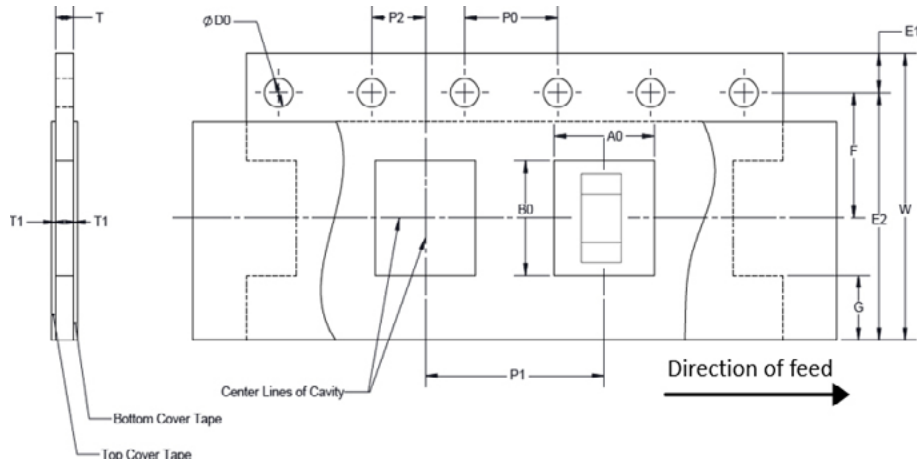 T
P2
P0
E1
ØD0
A0
F
B0
T1
T1
E2
W
G
P1
Direction of feed
Center Lines of Cavity
Bottom Cover Tape
Top Cover Tape